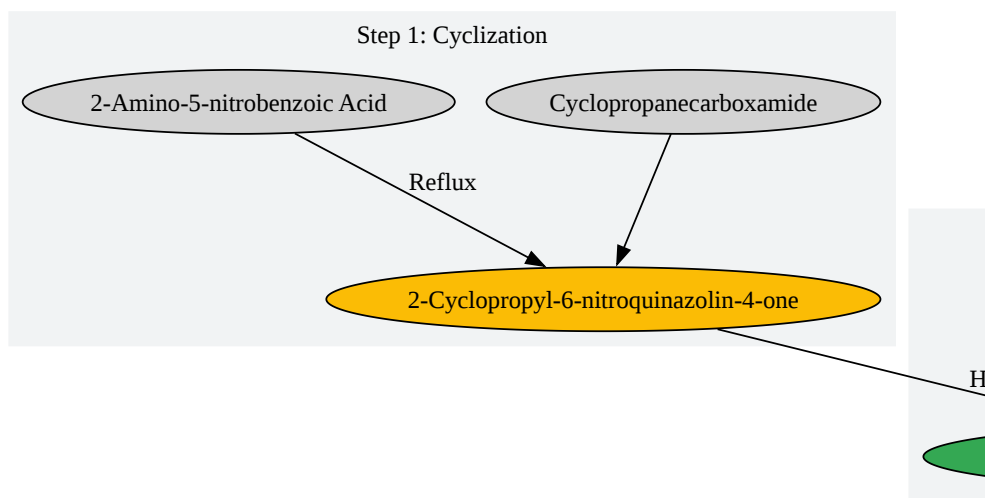 Step 1: Cyclization
2-Amino-5-nitrobenzoic Acid
Cyclopropanecarboxamide
Reflux
2-Cyclopropyl-6-nitroquinazolin-4-one